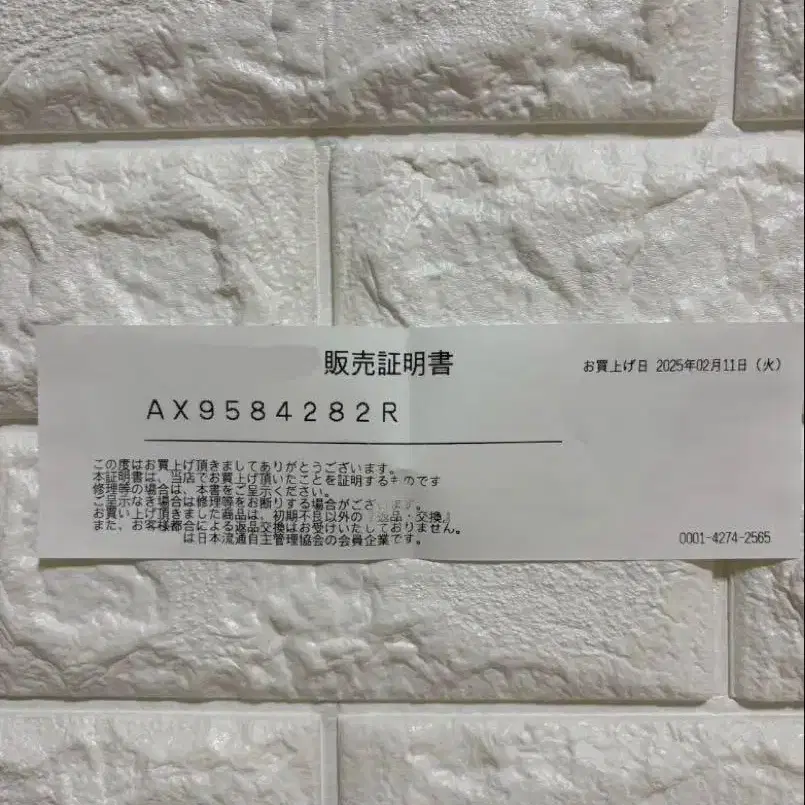 販売証明書
お買上げ日 2025年02月11日（火）
AX9584282R
この度はお買上げ頂きましてありがとうございます。
本証明書は、当店でお買上げ頂いたことを証明するものです
修理等の場合は、本書をご呈示ください。
ご呈示なき場合は修理等をお断りする場合がございます。
お買い上げ頂きました商品は、初期不良以外の『返品・交換』
また、お客様都合による返品交換はお受けいたしておりません。
は日本流通自主管理協会の会員企業です。
0001-4274-2565